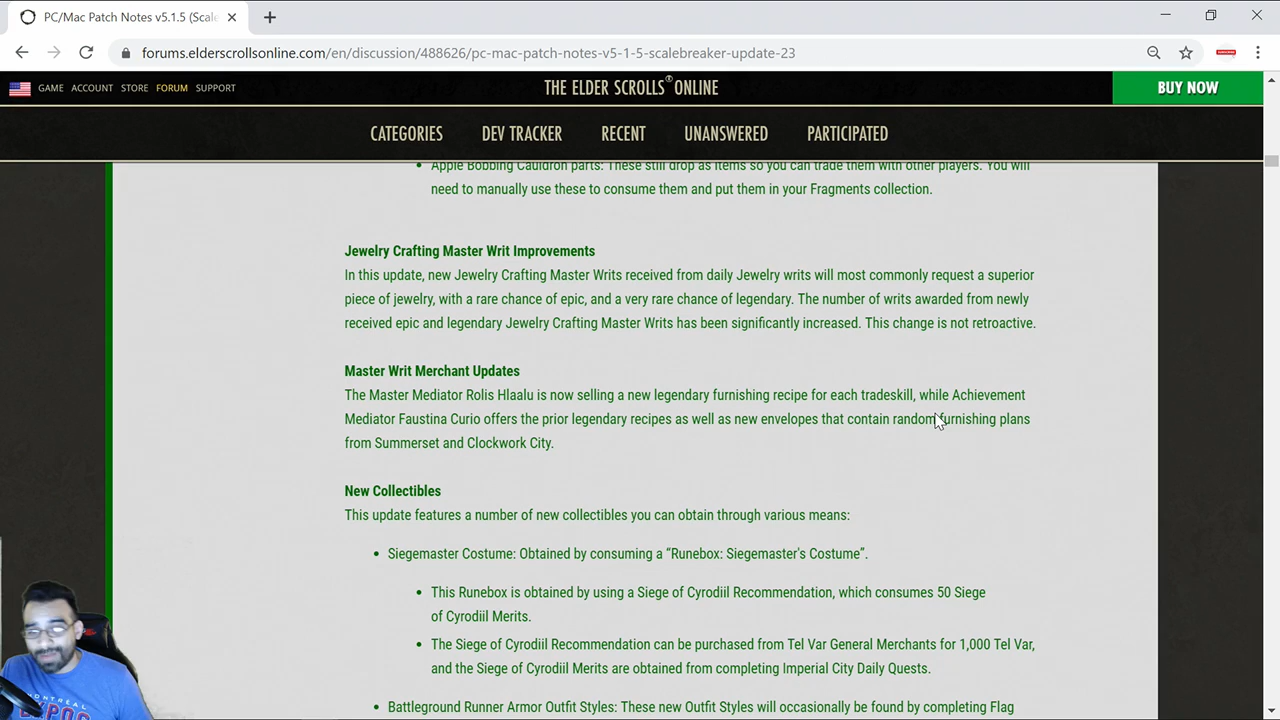 PC/Mac Patch Notes v5.1.5 (Scale
forums.elderscrollsonline.com/en/discussion/488626/pc-mac-patch-notes-v5-1-5-scalebreaker-update-23
GAME ACCOUNT STORE FORUM SUPPORT
THE ELDER SCROLLS® ONLINE
BUY NOW
CATEGORIES DEV TRACKER RECENT UNANSWERED PARTICIPATED
• Apple Bobbing Cauldron parts: These still drop as items so you can trade them with other players. You will
need to manually use these to consume them and put them in your Fragments collection.
Jewelry Crafting Master Writ Improvements
In this update, new Jewelry Crafting Master Writs received from daily Jewelry writs will most commonly request a superior
piece of jewelry, with a rare chance of epic, and a very rare chance of legendary. The number of writs awarded from newly
received epic and legendary Jewelry Crafting Master Writs has been significantly increased. This change is not retroactive.
Master Writ Merchant Updates
The Master Mediator Rolis Hlaalu is now selling a new legendary furnishing recipe for each tradeskill, while Achievement
Mediator Faustina Curio offers the prior legendary recipes as well as new envelopes that contain random furnishing plans
from Summerset and Clockwork City.
New Collectibles
This update features a number of new collectibles you can obtain through various means:
• Siegemaster Costume: Obtained by consuming a “Runebox: Siegemaster's Costume”.
• This Runebox is obtained by using a Siege of Cyrodiil Recommendation, which consumes 50 Siege
of Cyrodiil Merits.
• The Siege of Cyrodiil Recommendation can be purchased from Tel Var General Merchants for 1,000 Tel Var,
and the Siege of Cyrodiil Merits are obtained from completing Imperial City Daily Quests.
• Battleground Runner Armor Outfit Styles: These new Outfit Styles will occasionally be found by completing Flag
MONTRÉAL
EXPOS